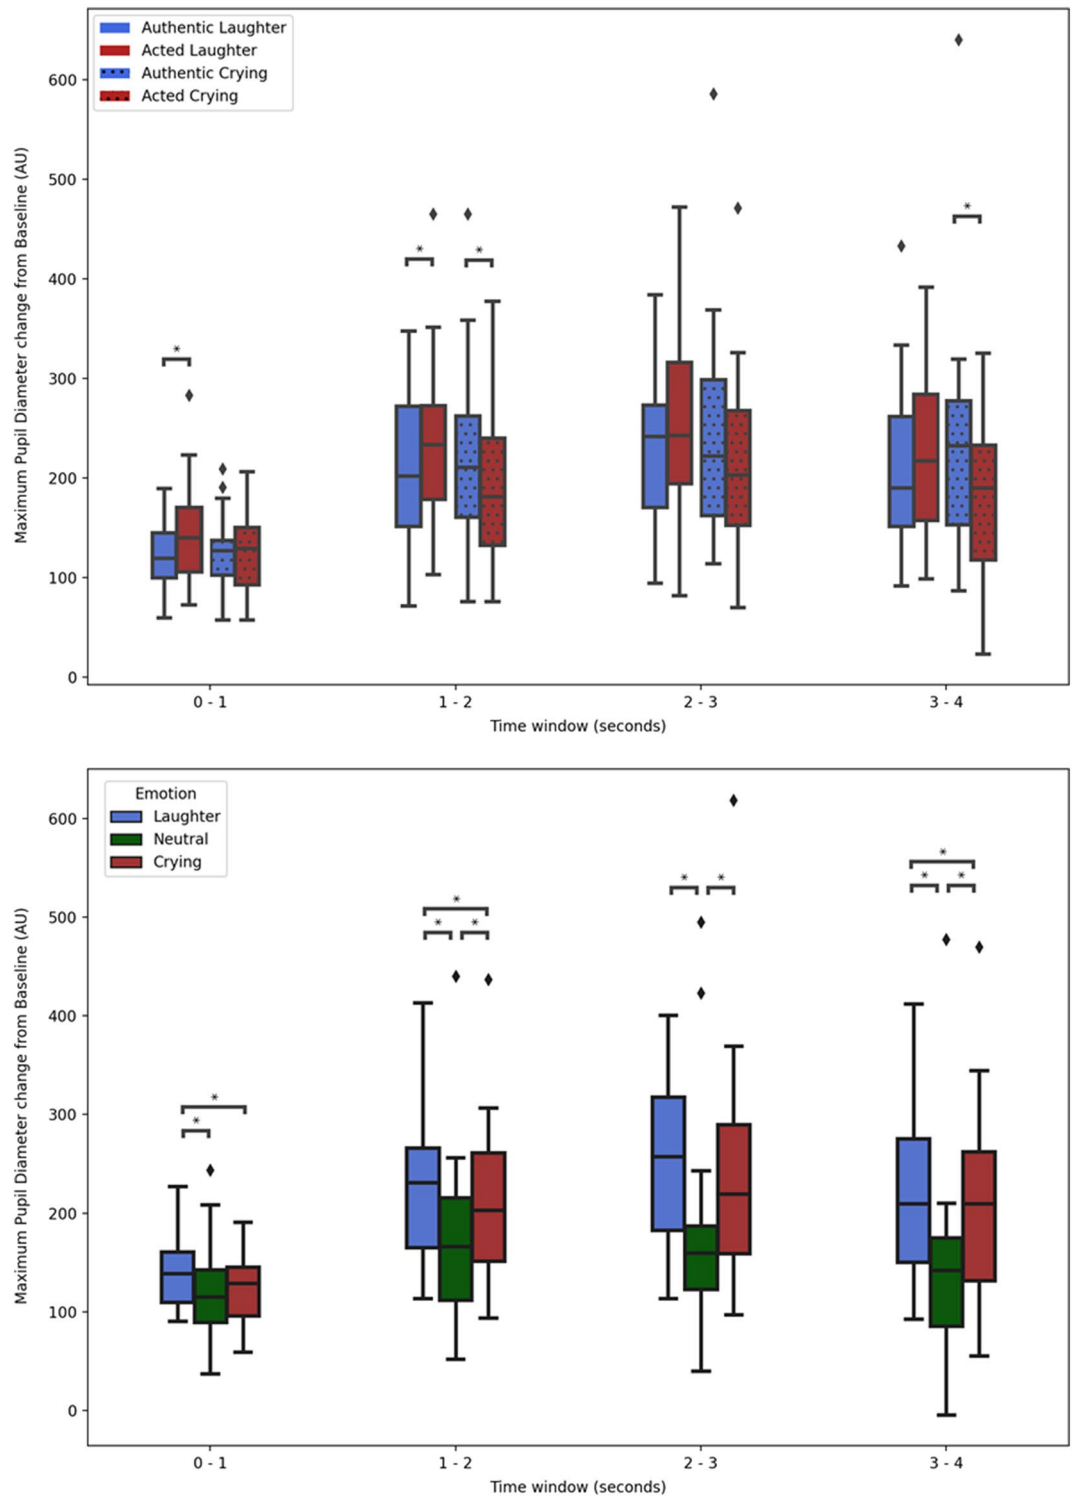 Authentic Laughter
Acted Laughter
Authentic Crying
Acted Crying
Maximum Pupil Diameter change from Baseline (AU)
600
500
400
300
200
100
0
*
*
*
*
0 - 1
1 - 2
2 - 3
3 - 4
Time window (seconds)
Emotion
Laughter
Neutral
Crying
Maximum Pupil Diameter change from Baseline (AU)
600
500
400
300
200
100
0
*
*
*
*
*
*
*
*
*
*
0 - 1
1 - 2
2 - 3
3 - 4
Time window (seconds)